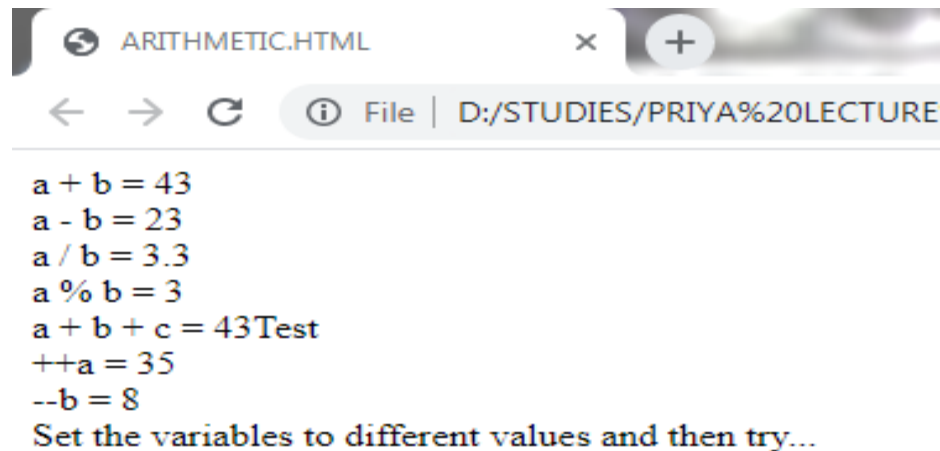 ARITHMETIC.HTML
File | D:/STUDIES/PRIYA%20LECTURE
a + b = 43
a - b = 23
a / b = 3.3
a % b = 3
a + b + c = 43Test
++a = 35
--b = 8
Set the variables to different values and then try...